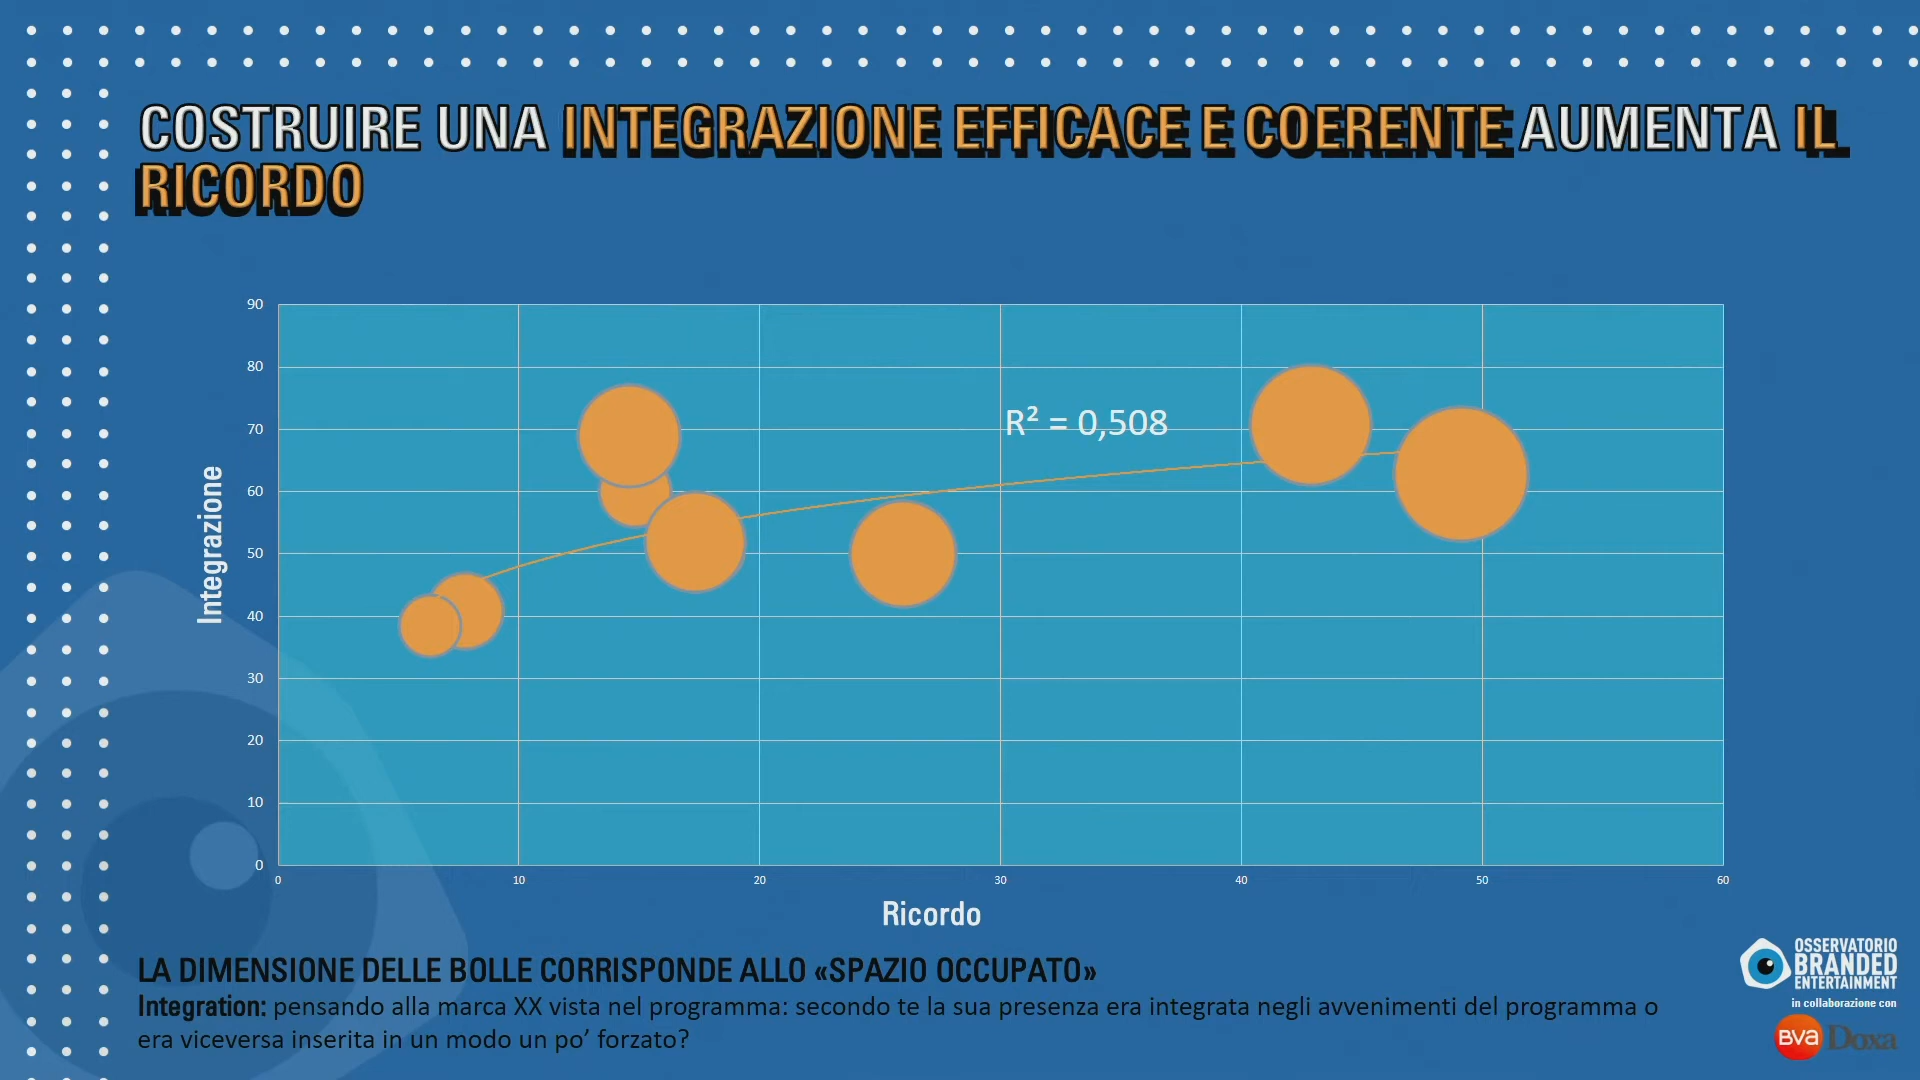 COSTRUIRE UNA INTEGRAZIONE EFFICACE E COERENTE AUMENTA IL
RICORDO
90
80
70
60
50
40
30
20
10
0
Integrazione
R² = 0,508
0 10 20 30 40 50 60
Ricordo
LA DIMENSIONE DELLE BOLLE CORRISPONDE ALLO «SPAZIO OCCUPATO»
Integration: pensando alla marca XX vista nel programma: secondo te la sua presenza era integrata negli avvenimenti del programma o
era viceversa inserita in un modo un po’ forzato?
OSSERVATORIO
BRANDED
ENTERTAINMENT
in collaborazione con
BVA Doxa